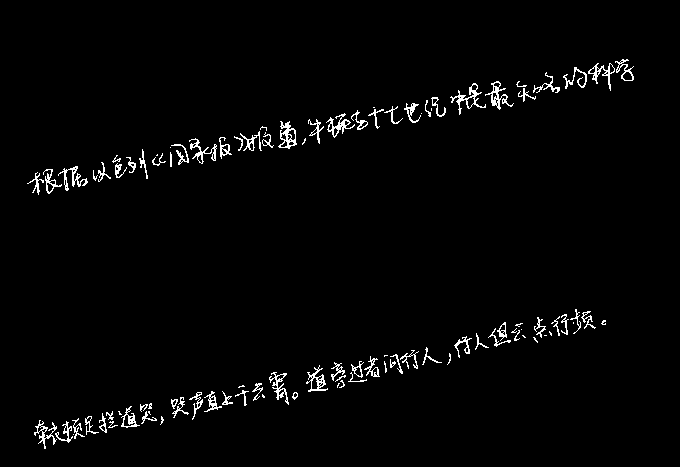 根据以色列《国家报》报道,牛顿在十七世纪中是最知名的科学
牵衣顿足拦道哭,哭声直上干云霄。道旁过者问行人,行人但云点行频。